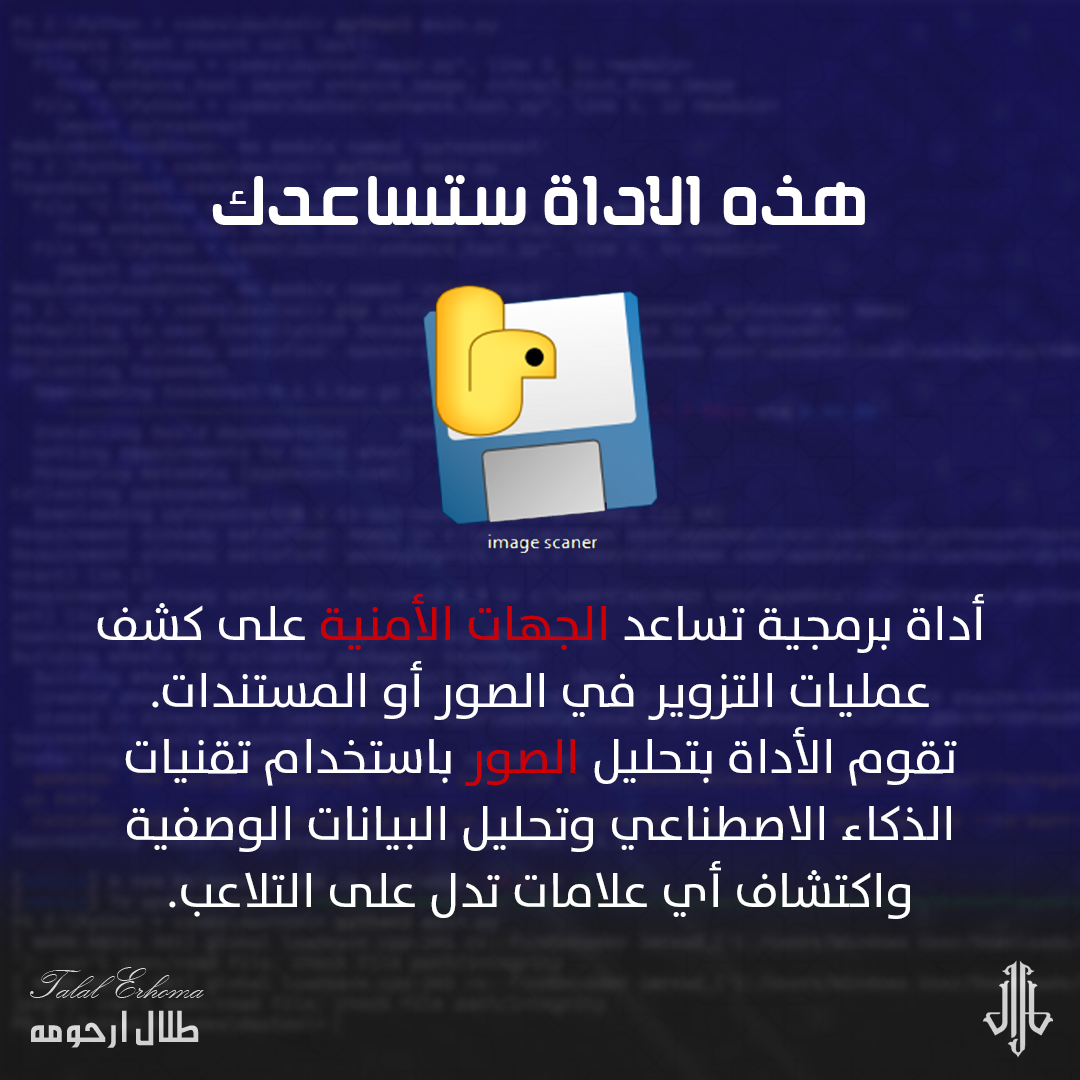 هذه الاداة ستساعدك
image scaner
أداة برمجية تساعد الجهات الأمنية على كشف
عمليات التزوير في الصور أو المستندات.
تقوم الأداة بتحليل الصور باستخدام تقنيات
الذكاء الاصطناعي وتحليل البيانات الوصفية
واكتشاف أي علامات تدل على التلاعب.
Talal Erhoma
طلال ارحومه